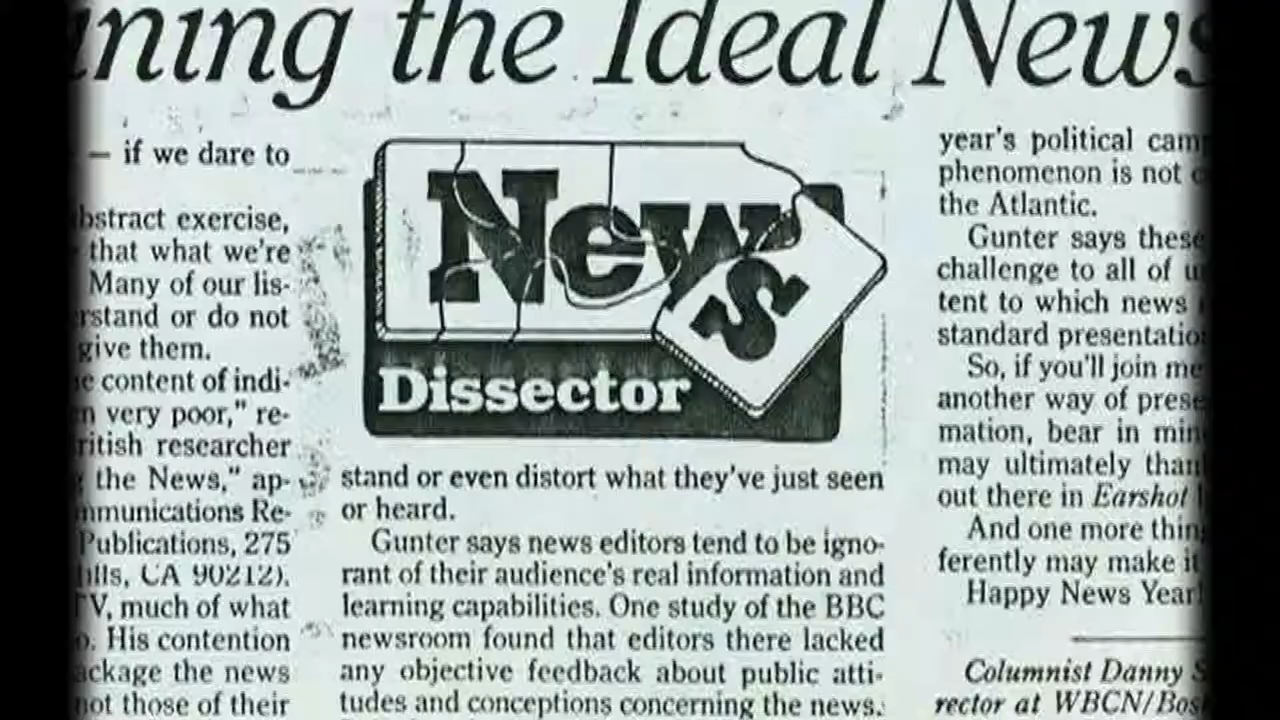 ning the Ideal News
— if we dare to
bstract exercise,
that what we're
Many of our lis-
rstand or do not
give them.
e content of indi-
n very poor," re-
ritish researcher
the News," ap-
mmunications Re-
Publications, 275
ills, CA 90212).
TV, much of what
o. His contention
ackage the news
not those of their
News
Dissector
stand or even distort what they've just seen
or heard.
Gunter says news editors tend to be igno-
rant of their audience's real information and
learning capabilities. One study of the BBC
newsroom found that editors there lacked
any objective feedback about public atti-
tudes and conceptions concerning the news.
year's political cam
phenomenon is not
the Atlantic.
Gunter says these
challenge to all of u
tent to which news
standard presentatio
So, if you'll join me
another way of prese
mation, bear in min
may ultimately than
out there in Earshot
And one more thin
ferently may make it
Happy News Year!
Columnist Danny S
rector at WBCN/Bos